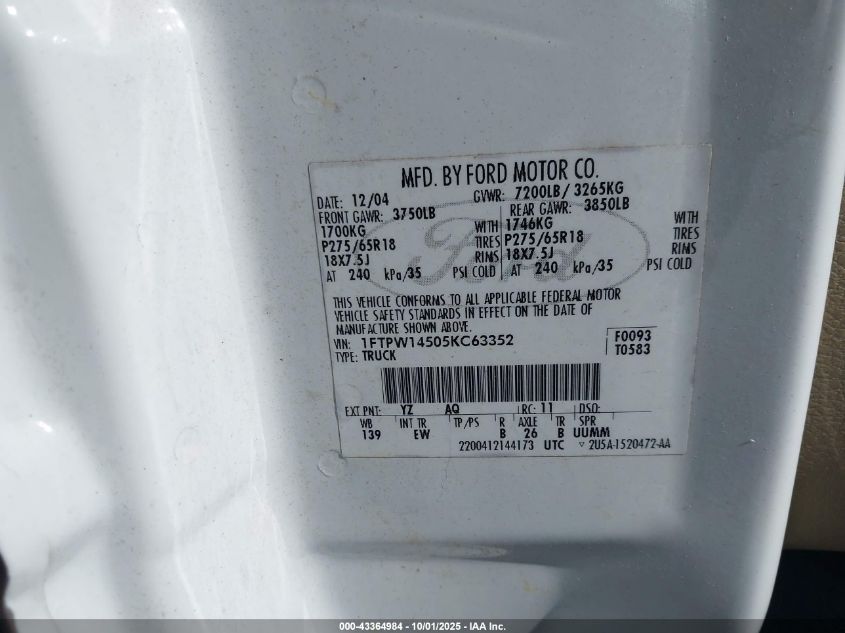 MFD. BY FORD MOTOR CO.
DATE: 12/04 GVWR: 7200LB/ 3265KG
FRONT GAWR: 3750LB REAR GAWR: 3850LB
1700KG WITH 1746KG WITH
P275/65R18 TIRES P275/65R18 TIRES
18X7.5J RIMS 18X7.5J RIMS
AT 240 kPa/35 PSI COLD AT 240 kPa/35 PSI COLD
Ford
THIS VEHICLE CONFORMS TO ALL APPLICABLE FEDERAL MOTOR
VEHICLE SAFETY STANDARDS IN EFFECT ON THE DATE OF
MANUFACTURE SHOWN ABOVE.
VIN: 1FTPW14505KC63352 F0093
TYPE: TRUCK T0583
EXT PNT: YZ AQ RC: 11 DSO:
WB INT TR TP/PS R AXLE TR SPR
139 EW B 26 B UUMM
2200412144173 UTC ▽ 2U5A-1520472-AA
000-43364984 - 10/01/2025 - IAA Inc.